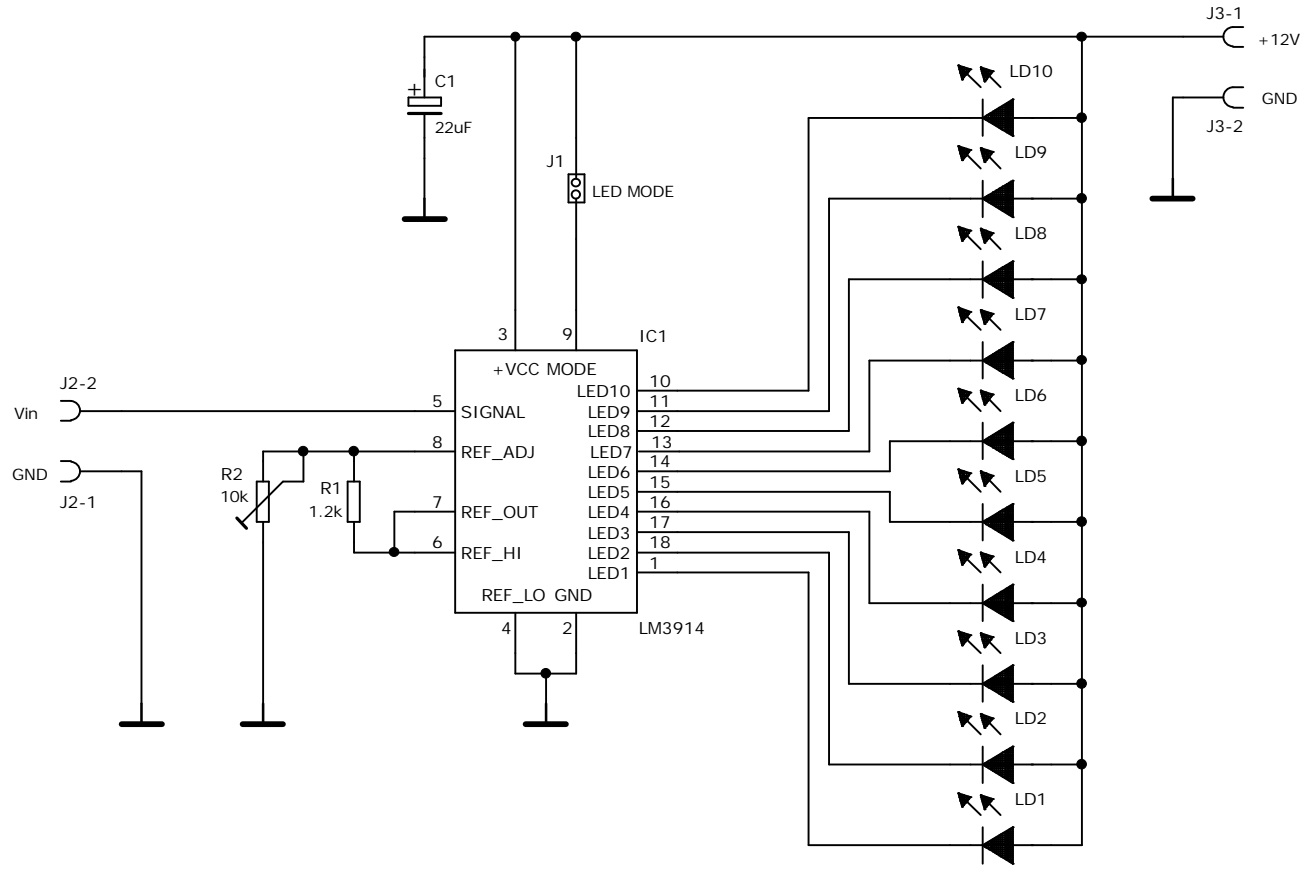 J3-1
+12V
LD10
C1
+
22uF
GND
J3-2
LD9
J1
LED MODE
LD8
LD7
3
9
IC1
+VCC MODE
J2-2
LED10
10
LD6
Vin
5
SIGNAL
LED9
11
LED8
12
8
REF_ADJ
LED7
13
GND
R2
LED6
14
LD5
J2-1
10k
R1
LED5
15
1.2k
7
REF_OUT
LED4
16
LED3
17
6
REF_HI
LED2
18
LD4
LED1
1
REF_LO GND
4
2
LM3914
LD3
LD2
LD1